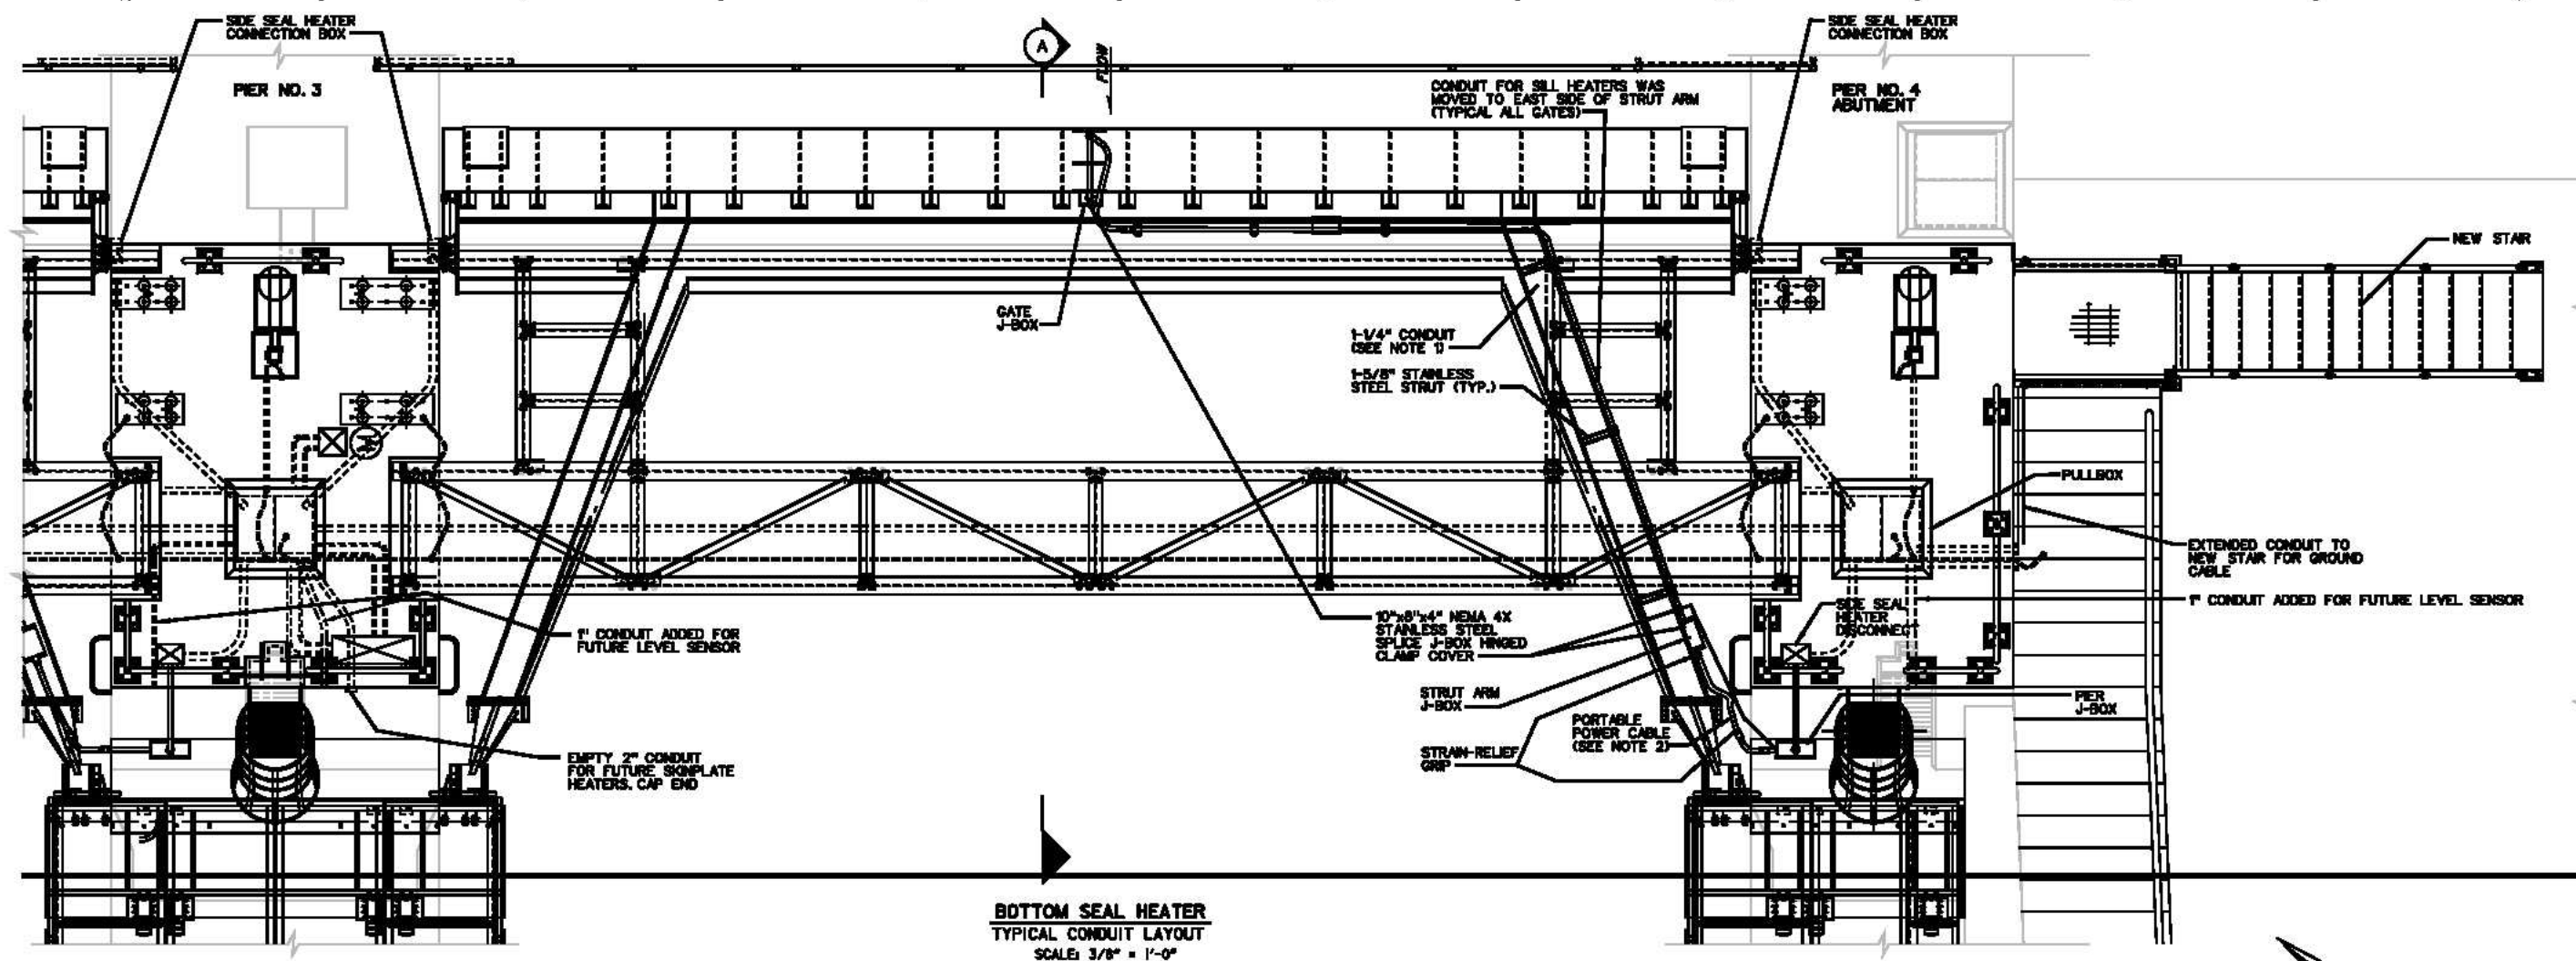 SIDE SEAL HEATER
CONNECTION BOX
PIER NO. 3
A
FLOW
CONDUIT FOR SILL HEATERS WAS
MOVED TO EAST SIDE OF STRUT ARM
(TYPICAL ALL GATES)
SIDE SEAL HEATER
CONNECTION BOX
PIER NO. 4
ABUTMENT
NEW STAIR
GATE
J-BOX
1-1/4" CONDUIT
(SEE NOTE 1)
1-5/8" STAINLESS
STEEL STRUT (TYP.)
PULLBOX
EXTENDED CONDUIT TO
NEW STAIR FOR GROUND
CABLE
1" CONDUIT ADDED FOR FUTURE LEVEL SENSOR
SIDE SEAL
HEATER
DISCONNECT
10"x8"x4" NEMA 4X
STAINLESS STEEL
SPLICE J-BOX HINGED
CLAMP COVER
1" CONDUIT ADDED FOR
FUTURE LEVEL SENSOR
STRUT ARM
J-BOX
PIER
J-BOX
PORTABLE
POWER CABLE
(SEE NOTE 2)
STRAIN-RELIEF
GRIP
EMPTY 2" CONDUIT
FOR FUTURE SKINPLATE
HEATERS. CAP END
BOTTOM SEAL HEATER
TYPICAL CONDUIT LAYOUT
SCALE: 3/8" = 1'-0"